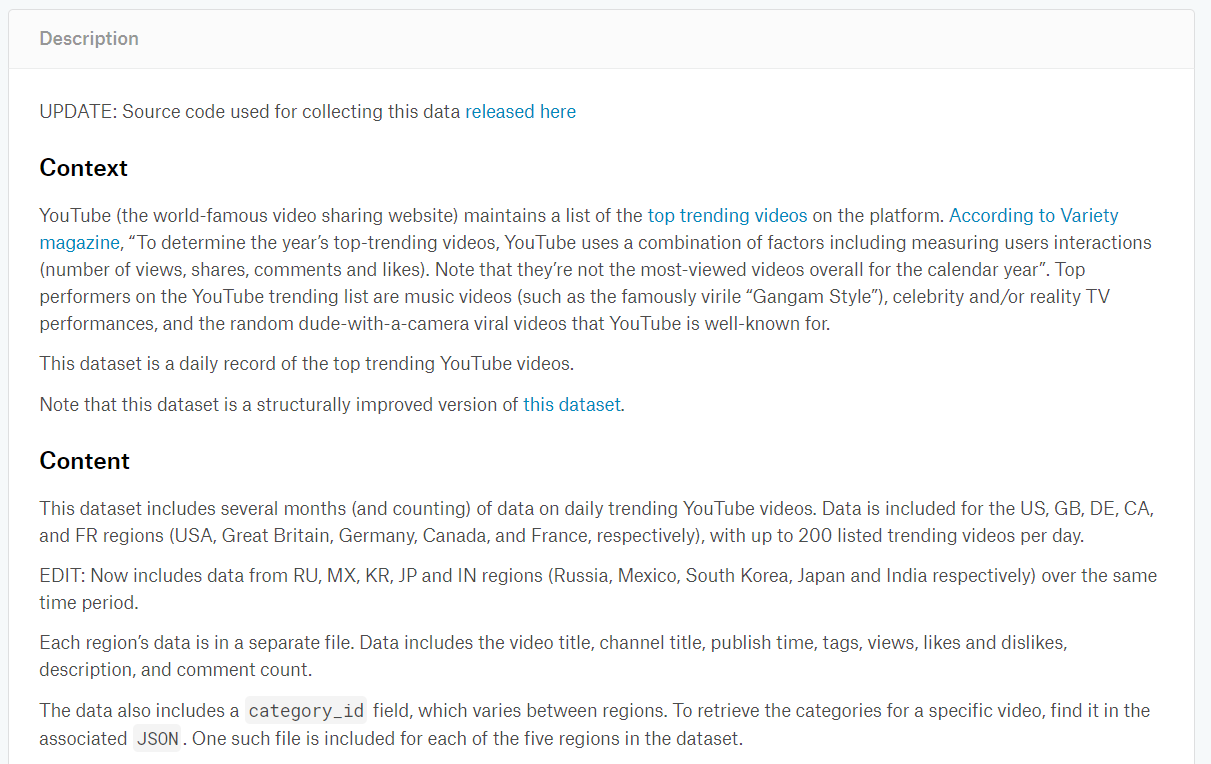 Description
UPDATE: Source code used for collecting this data released here
Context
YouTube (the world-famous video sharing website) maintains a list of the top trending videos on the platform. According to Variety
magazine, “To determine the year’s top-trending videos, YouTube uses a combination of factors including measuring users interactions
(number of views, shares, comments and likes). Note that they’re not the most-viewed videos overall for the calendar year”. Top
performers on the YouTube trending list are music videos (such as the famously virile “Gangam Style”), celebrity and/or reality TV
performances, and the random dude-with-a-camera viral videos that YouTube is well-known for.
This dataset is a daily record of the top trending YouTube videos.
Note that this dataset is a structurally improved version of this dataset.
Content
This dataset includes several months (and counting) of data on daily trending YouTube videos. Data is included for the US, GB, DE, CA,
and FR regions (USA, Great Britain, Germany, Canada, and France, respectively), with up to 200 listed trending videos per day.
EDIT: Now includes data from RU, MX, KR, JP and IN regions (Russia, Mexico, South Korea, Japan and India respectively) over the same
time period.
Each region’s data is in a separate file. Data includes the video title, channel title, publish time, tags, views, likes and dislikes,
description, and comment count.
The data also includes a category_id field, which varies between regions. To retrieve the categories for a specific video, find it in the
associated JSON. One such file is included for each of the five regions in the dataset.